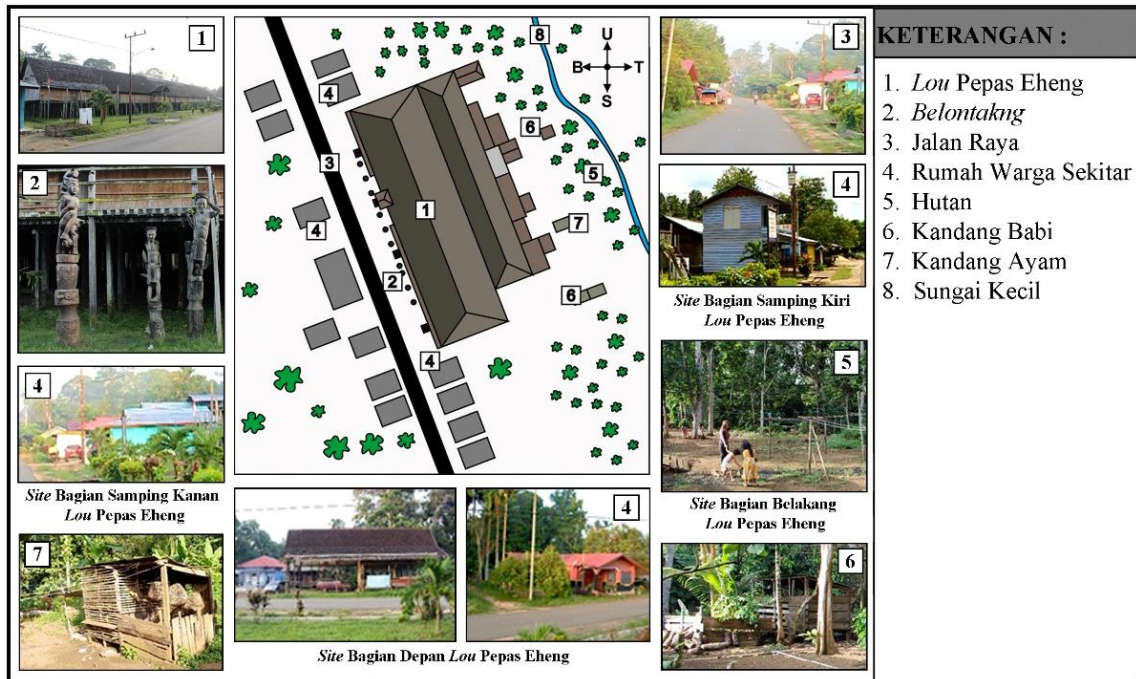 1
2
4
Site Bagian Samping Kanan
Lou Pepas Eheng
7
8
U
B
T
S
4
3
6
5
1
4
7
2
6
4
4
Site Bagian Depan Lou Pepas Eheng
3
4
Site Bagian Samping Kiri
Lou Pepas Eheng
5
Site Bagian Belakang
Lou Pepas Eheng
6
KETERANGAN :
1. Lou Pepas Eheng
2. Belontakng
3. Jalan Raya
4. Rumah Warga Sekitar
5. Hutan
6. Kandang Babi
7. Kandang Ayam
8. Sungai Kecil